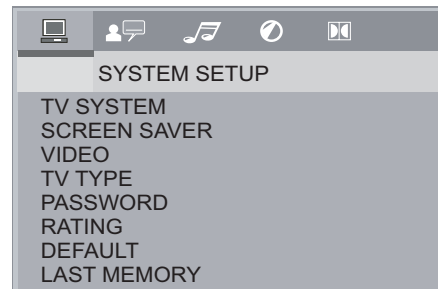 SYSTEM SETUP
TV SYSTEM
SCREEN SAVER
VIDEO
TV TYPE
PASSWORD
RATING
DEFAULT
LAST MEMORY